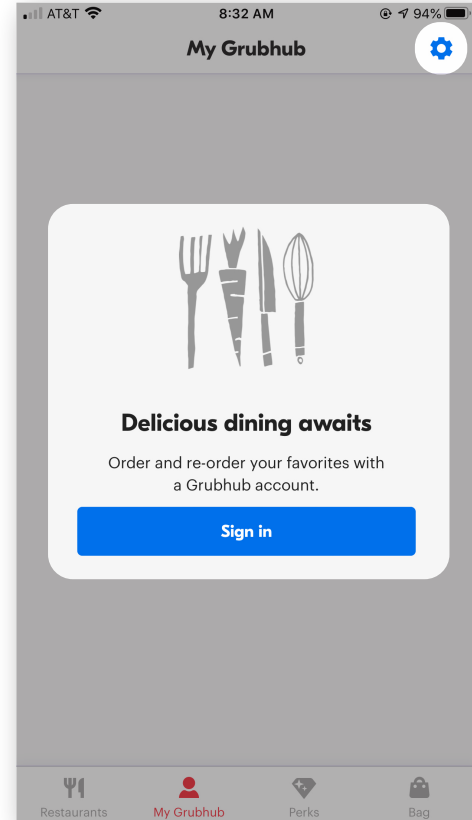 AT&T 8:32 AM 94%
My Grubhub
Delicious dining awaits
Order and re-order your favorites with
a Grubhub account.
Sign in
Restaurants My Grubhub Perks Bag